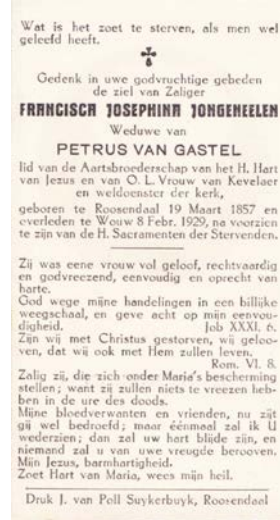 Wat is het zoet te sterven, als men wel
geleefd heeft.
Gedenk in uwe godvruchtige gebeden
de ziel van Zaliger
FRANCISCA JOSEPHINA JONGENEELEN
Weduwe van
PETRUS VAN GASTEL
lid van de Aartsbroederschap van het H. Hart
van Jezus en van O. L. Vrouw van Kevelaer
en weldoenster der kerk,
geboren te Roosendaal 19 Maart 1857 en
overleden te Wouw 8 Febr. 1929, na voorzien
te zijn van de H. Sacramenten der Stervenden.
Zij was eene vrouw vol geloof, rechtvaardig
en godvreezend, eenvoudig en oprecht van
harte.
God wege mijne handelingen in een billijke
weegschaal, en geve acht op mijn eenvou-
digheid. Job XXXI. 6.
Zijn wij met Christus gestorven, wij geloo-
ven, dat wij ook met Hem zullen leven.
Rom. VI. 8.
Zalig zij, die zich onder Maria's bescherming
stellen; want zij zullen niets te vreezen heb-
ben in de ure des doods.
Mijne bloedverwanten en vrienden, nu zijt
gij wel bedroefd; maar éénmaal zal ik U
wederzien; dan zal uw hart blijde zijn, en
niemand zal u van uwe vreugde berooven.
Mijn Jezus, barmhartigheid.
Zoet Hart van Maria, wees mijn heil.
Druk J. van Poll Suykerbuyk, Roosendaal